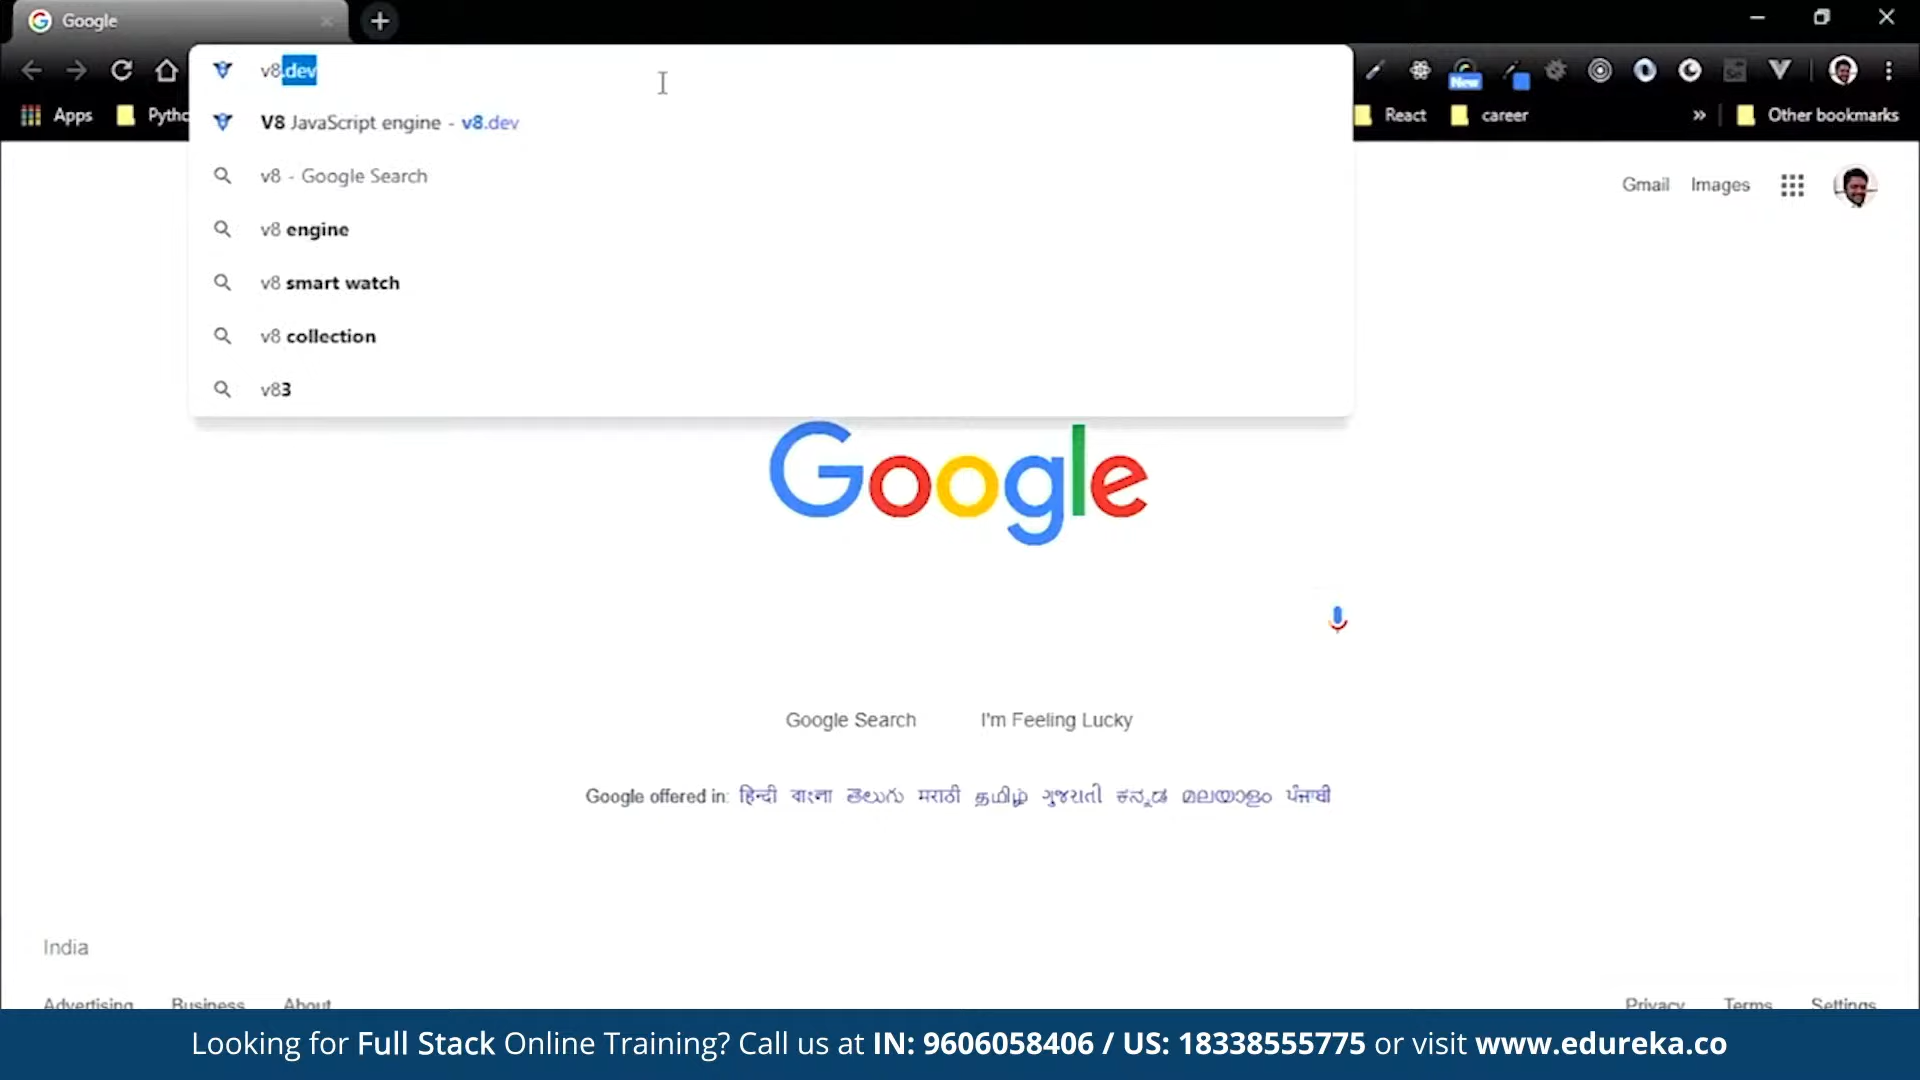 Google
v8.dev
V8 JavaScript engine - v8.dev
v8 - Google Search
v8 engine
v8 smart watch
v8 collection
v83
New
Apps
Pytho
React
career
»
Other bookmarks
Gmail
Images
Google
Google Search
I'm Feeling Lucky
Google offered in: हिन्दी বাংলা తెలుగు मराठी தமிழ் ગુજરાતી ಕನ್ನಡ മലയാളം ਪੰਜਾਬੀ
India
Advertising Business About
Privacy Terms Settings
Looking for Full Stack Online Training? Call us at IN: 9606058406 / US: 18338555775 or visit www.edureka.co